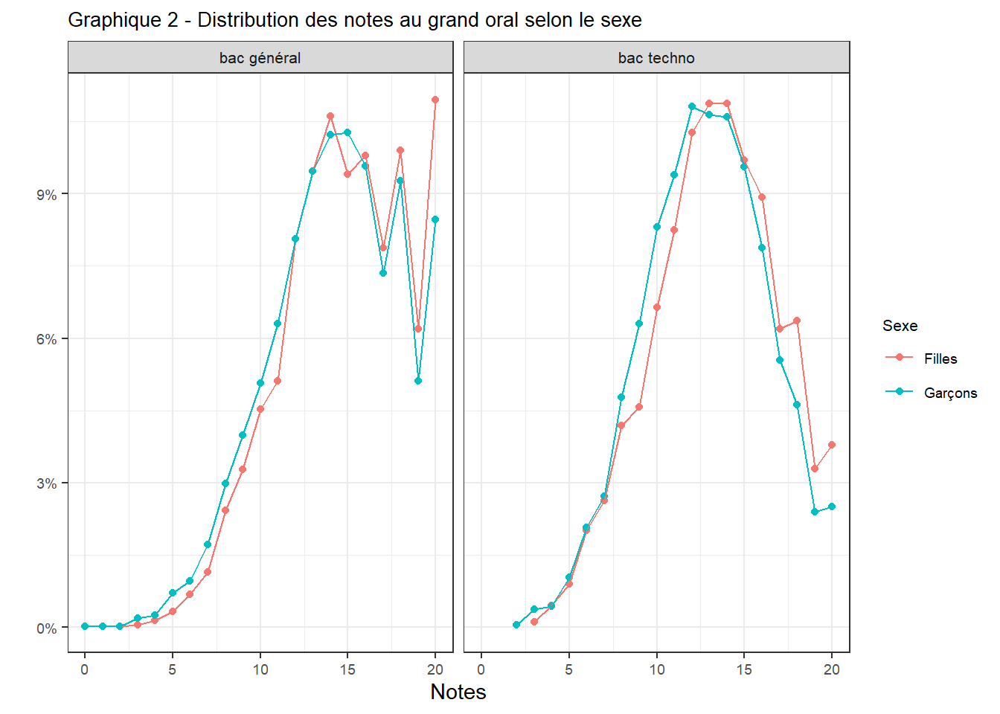 Graphique 2 - Distribution des notes au grand oral selon le sexe
bac général
bac techno
9%
6%
3%
0%
0 5 10 15 20
0 5 10 15 20
Notes
Sexe
Filles
Garçons